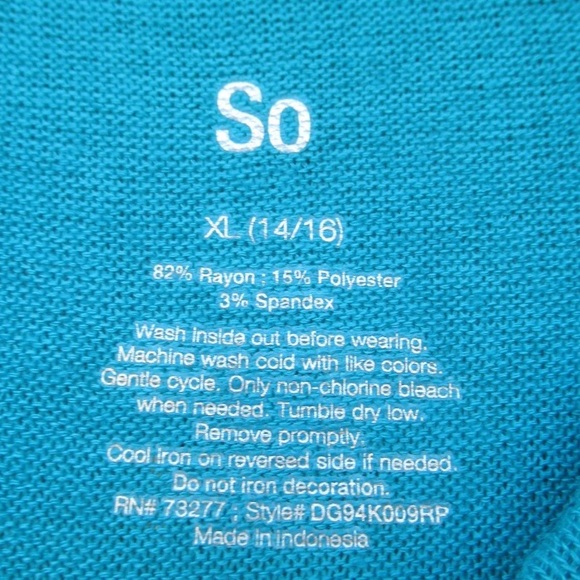 So
XL (14/16)
82% Rayon ; 15% Polyester
3% Spandex
Wash Inside out before wearing.
Machine wash cold with like colors.
Gentle cycle. Only non-chlorine bleach
when needed. Tumble dry low.
Remove promptly.
Cool iron on reversed side if needed.
Do not iron decoration.
RN# 73277 ; Style# DG94K009RP
Made in Indonesia